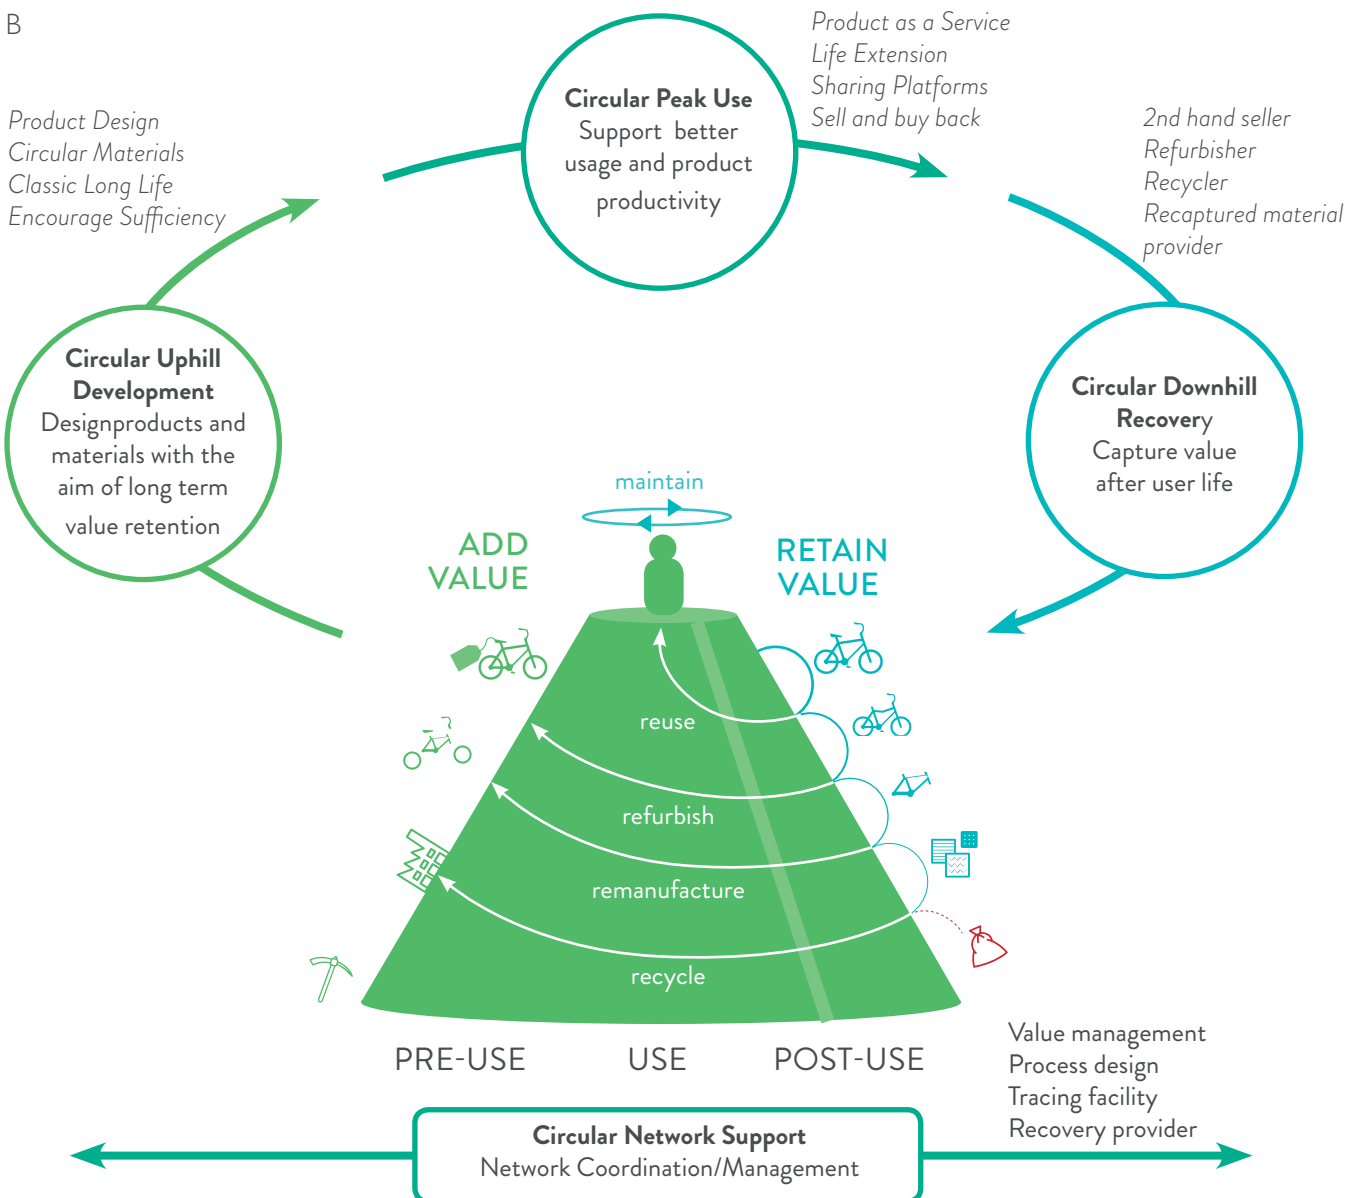 B
Product Design
Circular Materials
Classic Long Life
Encourage Sufficiency
Circular Peak Use
Support better
usage and product
productivity
Product as a Service
Life Extension
Sharing Platforms
Sell and buy back
2nd hand seller
Refurbisher
Recycler
Recaptured material
provider
Circular Uphill
Development
Designproducts and
materials with the
aim of long term
value retention
Circular Downhill
Recovery
Capture value
after user life
maintain
ADD
VALUE
RETAIN
VALUE
reuse
refurbish
remanufacture
recycle
PRE-USE
USE
POST-USE
Value management
Process design
Tracing facility
Recovery provider
Circular Network Support
Network Coordination/Management